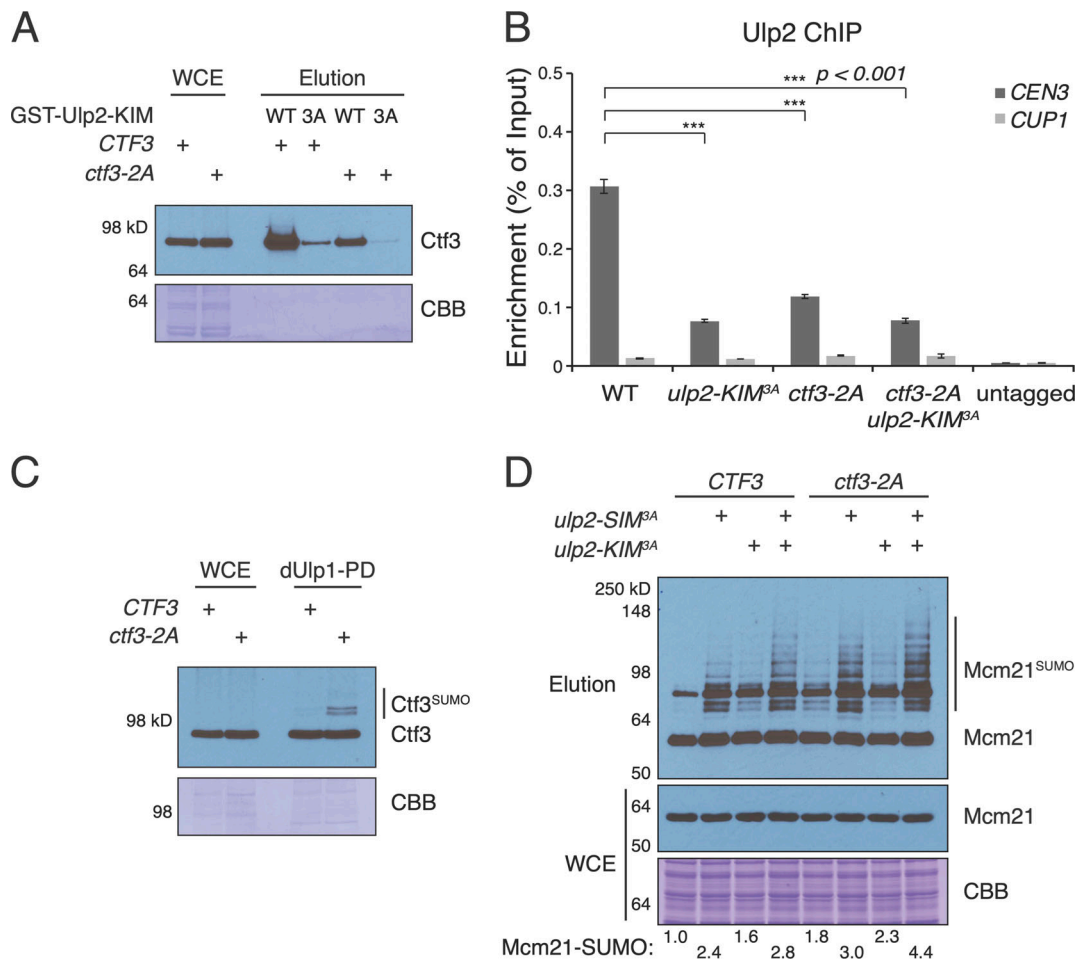 A
WCE Elution
GST-Ulp2-KIM WT 3A WT 3A
CTF3 + + +
ctf3-2A + + +
98 kD
64
Ctf3
64
CBB
B
Ulp2 ChIP
Enrichment (% of Input)
0.5
0.4
0.3
0.2
0.1
0
*** p < 0.001
***
***
CEN3
CUP1
WT ulp2-KIM3A ctf3-2A ctf3-2A untagged
ulp2-KIM3A
C
WCE dUlp1-PD
CTF3 + +
ctf3-2A + +
98 kD
Ctf3SUMO
Ctf3
98
CBB
D
CTF3 ctf3-2A
ulp2-SIM3A + + + +
ulp2-KIM3A + + + +
250 kD
148
98
64
50
Elution
Mcm21SUMO
Mcm21
64
50
Mcm21
WCE
64
CBB
Mcm21-SUMO: 1.0 2.4 1.6 2.8 1.8 3.0 2.3 4.4